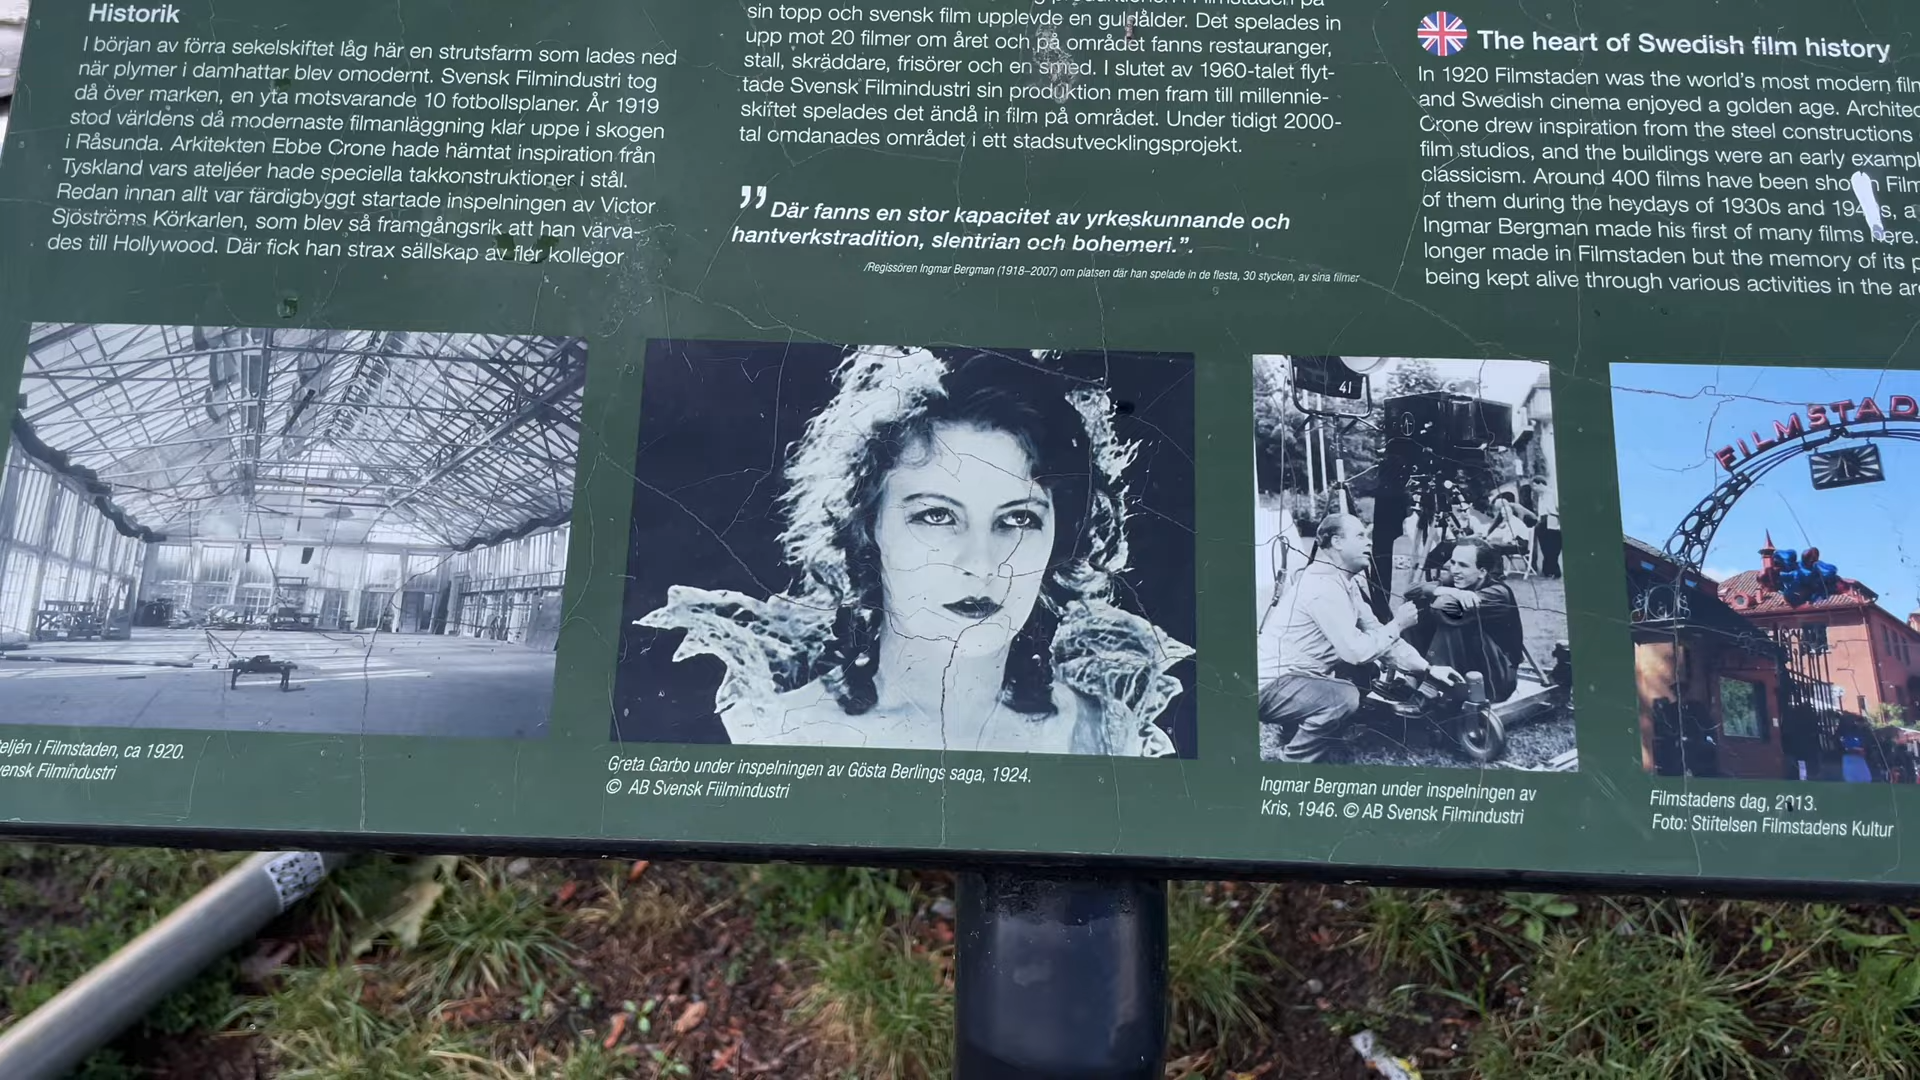 Historik
I början av förra sekelskiftet låg här en strutsfarm som lades ned
när plymer i damhattar blev omodernt. Svensk Filmindustri tog
då över marken, en yta motsvarande 10 fotbollsplaner. År 1919
stod världens då modernaste filmanläggning klar uppe i skogen
i Råsunda. Arkitekten Ebbe Crone hade hämtat inspiration från
Tyskland vars ateljéer hade speciella takkonstruktioner i stål.
Redan innan allt var färdigbyggt startade inspelningen av Victor
Sjöströms Körkarlen, som blev så framgångsrik att han värva-
des till Hollywood. Där fick han strax sällskap av fler kollegor
sin topp och svensk film upplevde en guldålder. Det spelades in
upp mot 20 filmer om året och på området fanns restauranger,
stall, skräddare, frisörer och en smed. I slutet av 1960-talet flyt-
tade Svensk Filmindustri sin produktion men fram till millennie-
skiftet spelades det ändå in film på området. Under tidigt 2000-
tal omdanades området i ett stadsutvecklingsprojekt.
”Där fanns en stor kapacitet av yrkeskunnande och
hantverkstradition, slentrian och bohemeri.”.
/Regissören Ingmar Bergman (1918–2007) om platsen där han spelade in de flesta, 30 stycken, av sina filmer
The heart of Swedish film history
In 1920 Filmstaden was the world's most modern film
and Swedish cinema enjoyed a golden age.
Crone drew inspiration from the steel constructions
film studios, and the buildings were an early
classicism. Around 400 films have been
of them during the heydays of 1930s and
Ingmar Bergman made his first of many films here.
longer made in Filmstaden but the memory of its
being kept alive through various activities in the
41
FILMSTAD
i Filmstaden, ca 1920.
Filmindustri
Greta Garbo under inspelningen av Gösta Berlings saga, 1924.
© AB Svensk Fiilmindustri
Ingmar Bergman under inspelningen av
Kris, 1946. © AB Svensk Filmindustri
Filmstadens dag, 2013.
Foto: Stiftelsen Filmstadens Kultur